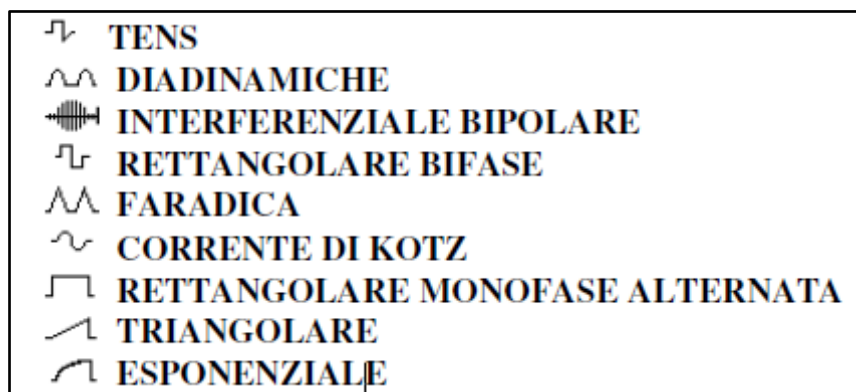 TENS
DIADINAMICHE
INTERFERENZIALE BIPOLARE
RETTANGOLARE BIFASE
FARADICA
CORRENTE DI KOTZ
RETTANGOLARE MONOFASE ALTERNATA
TRIANGOLARE
ESPONENZIALE